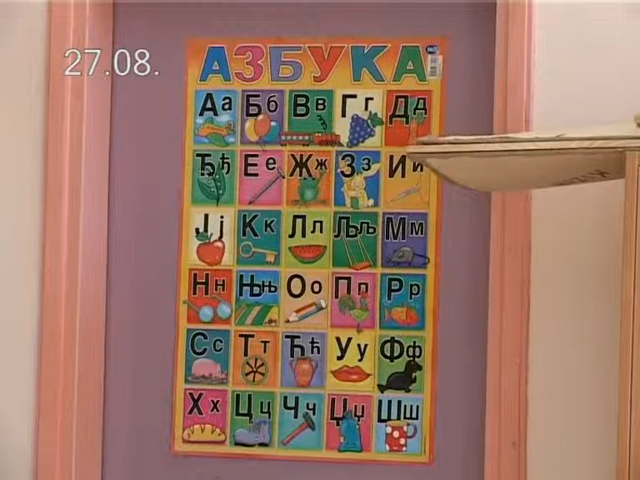 27.08.
АЗБУКА
Аа Бб Вв Гг Дд
Ђђ Ее Жж Зз Ии
Јј Кк Лл Љљ Мм
Нн Њњ Оо Пп Рр
Сс Тт Ћћ Уу Фф
Хх Цц Чч Џџ Шш